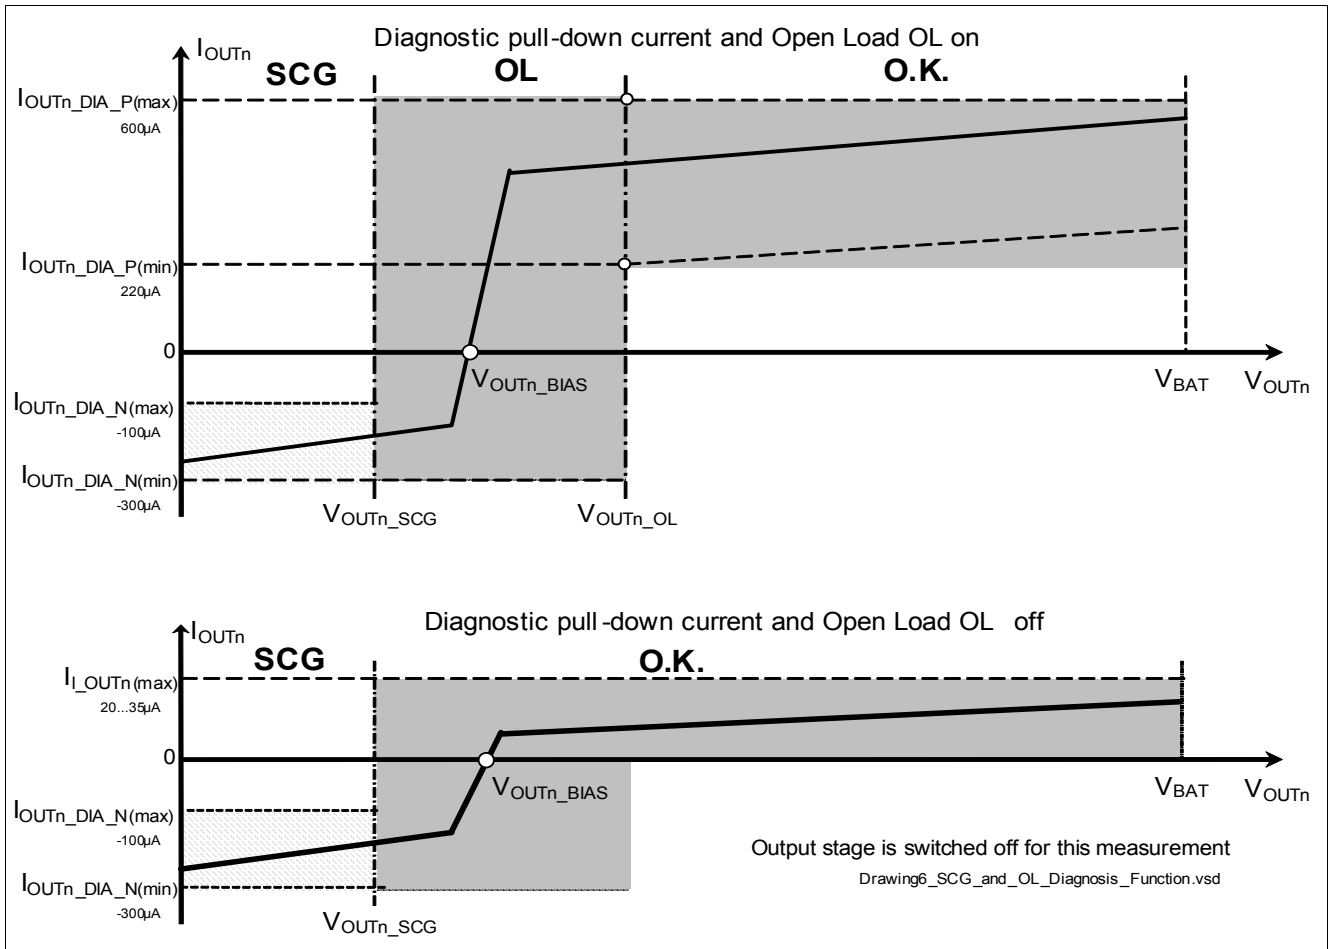 Diagnostic pull-down current and Open Load OL on
IOUTn
SCG OL O.K.
IOUTn_DIA_P(max)
600µA
IOUTn_DIA_P(min)
220µA
0
VOUTn_BIAS VBAT VOUTn
IOUTn_DIA_N(max)
-100µA
IOUTn_DIA_N(min)
-300µA
VOUTn_SCG VOUTn_OL
Diagnostic pull-down current and Open Load OL off
IOUTn
SCG O.K.
II_OUTn(max)
20...35µA
0
VOUTn_BIAS VBAT VOUTn
IOUTn_DIA_N(max)
-100µA
Output stage is switched off for this measurement
Drawing6_SCG_and_OL_Diagnosis_Function.vsd
IOUTn_DIA_N(min)
-300µA
VOUTn_SCG